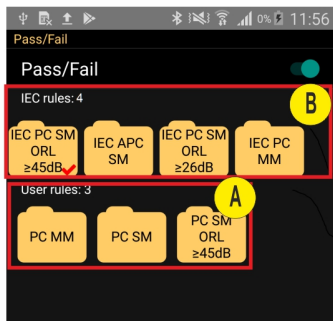 0% 11:56
Pass/Fail
Pass/Fail
IEC rules: 4
B
IEC PC SM
ORL
≥45dB
IEC APC
SM
IEC PC SM
ORL
≥26dB
IEC PC
MM
User rules: 3
A
PC MM
PC SM
PC SM
ORL
≥45dB